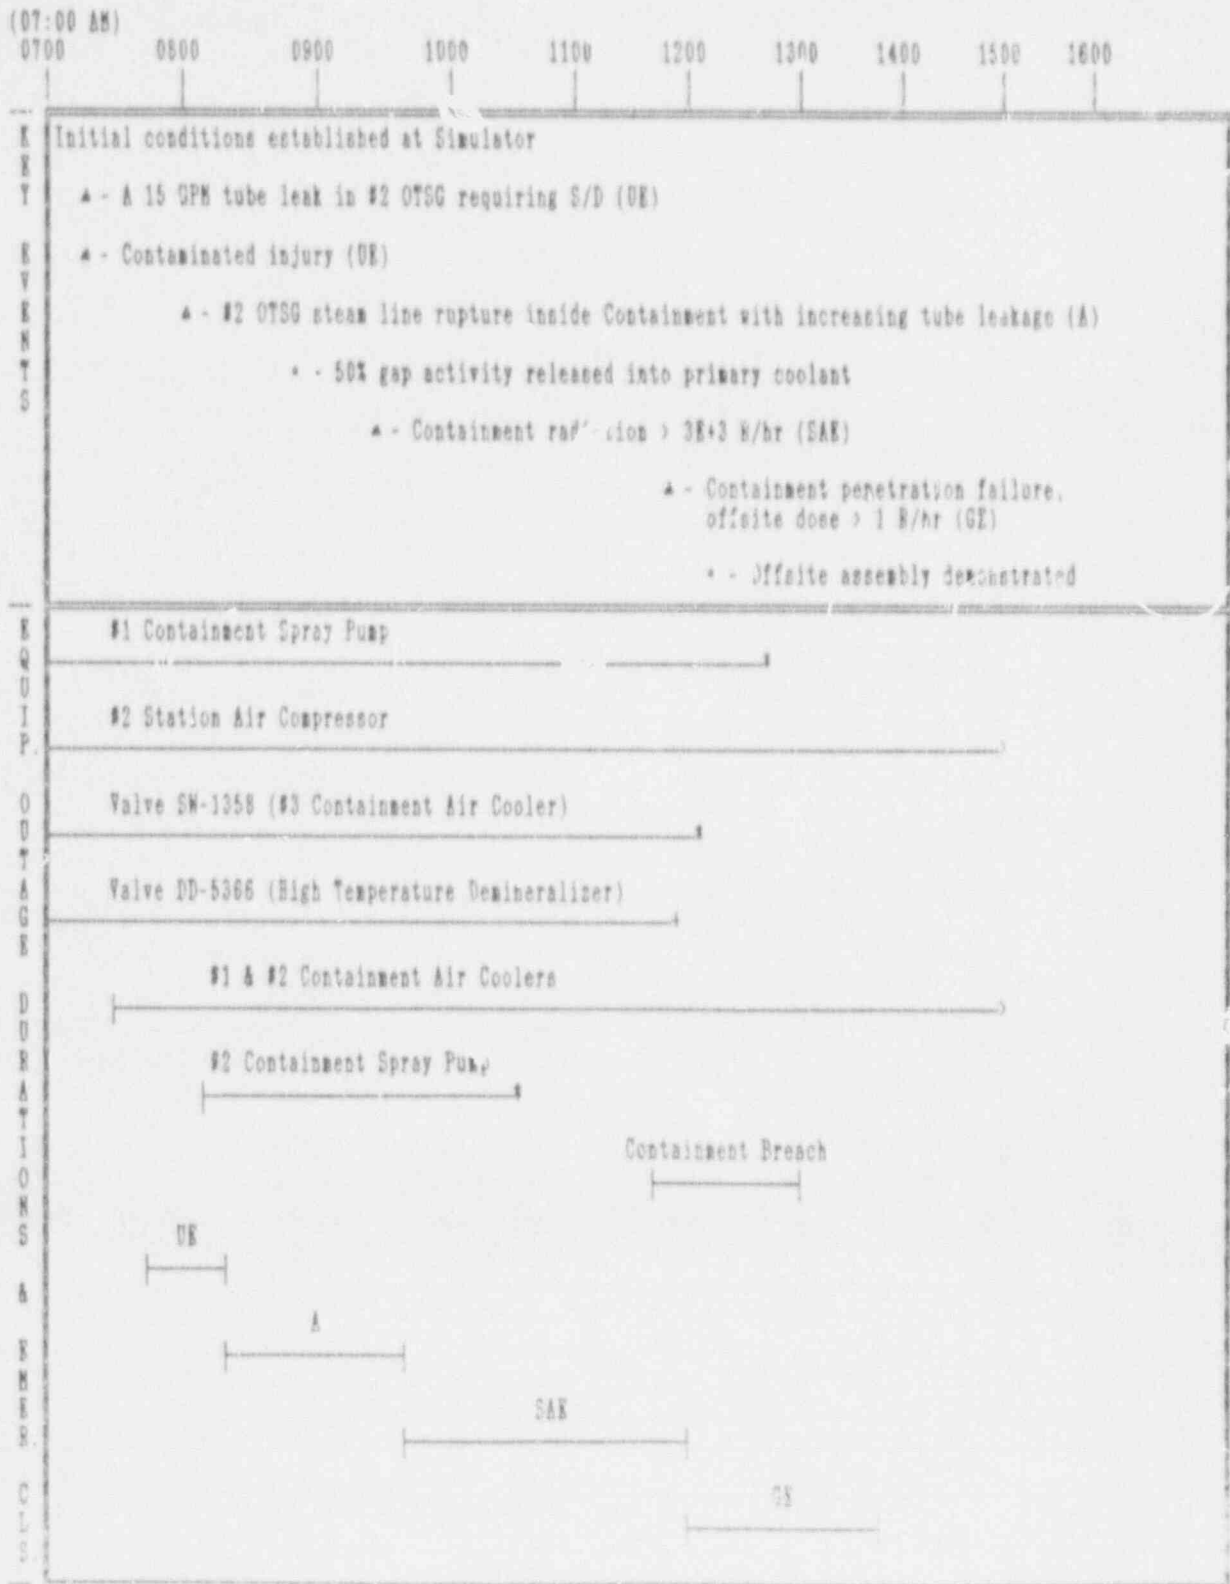 (07:00 AM)
0700 0800 0900 1000 1100 1200 1300 1400 1500 1600
KEY EVENTS
Initial conditions established at Simulator
▲ - A 15 GPM tube leak in #2 OTSG requiring S/D (UE)
▲ - Contaminated injury (UE)
▲ - #2 OTSG steam line rupture inside Containment with increasing tube leakage (A)
* - 50% gap activity released into primary coolant
▲ - Containment > 3E+3 R/hr (SAE)
▲ - Containment penetration failure,
offsite dose > 1 R/hr (GE)
* - Offsite assembly demonstrated
EQUIP. OUTAGE DURATIONS & EMER. CLS.
#1 Containment Spray Pump
#2 Station Air Compressor
Valve SW-1358 (#3 Containment Air Cooler)
Valve DD-5366 (High Temperature Demineralizer)
#1 & #2 Containment Air Coolers
#2 Containment Spray Pump
Containment Breach
UE
A
SAE
GE